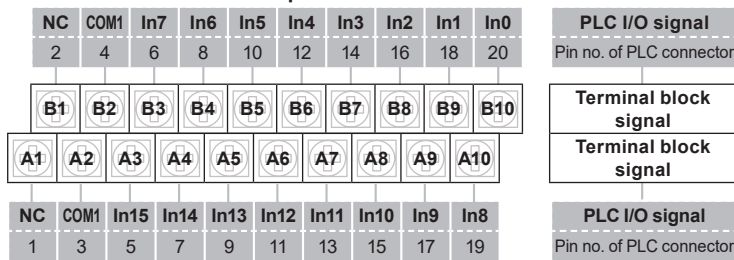 NC COM1 In7 In6 In5 In4 In3 In2 In1 In0 PLC I/O signal
2 4 6 8 10 12 14 16 18 20 Pin no. of PLC connector
B1 B2 B3 B4 B5 B6 B7 B8 B9 B10 Terminal block
signal
A1 A2 A3 A4 A5 A6 A7 A8 A9 A10 Terminal block
signal
NC COM1 In15 In14 In13 In12 In11 In10 In9 In8 PLC I/O signal
1 3 5 7 9 11 13 15 17 19 Pin no. of PLC connector